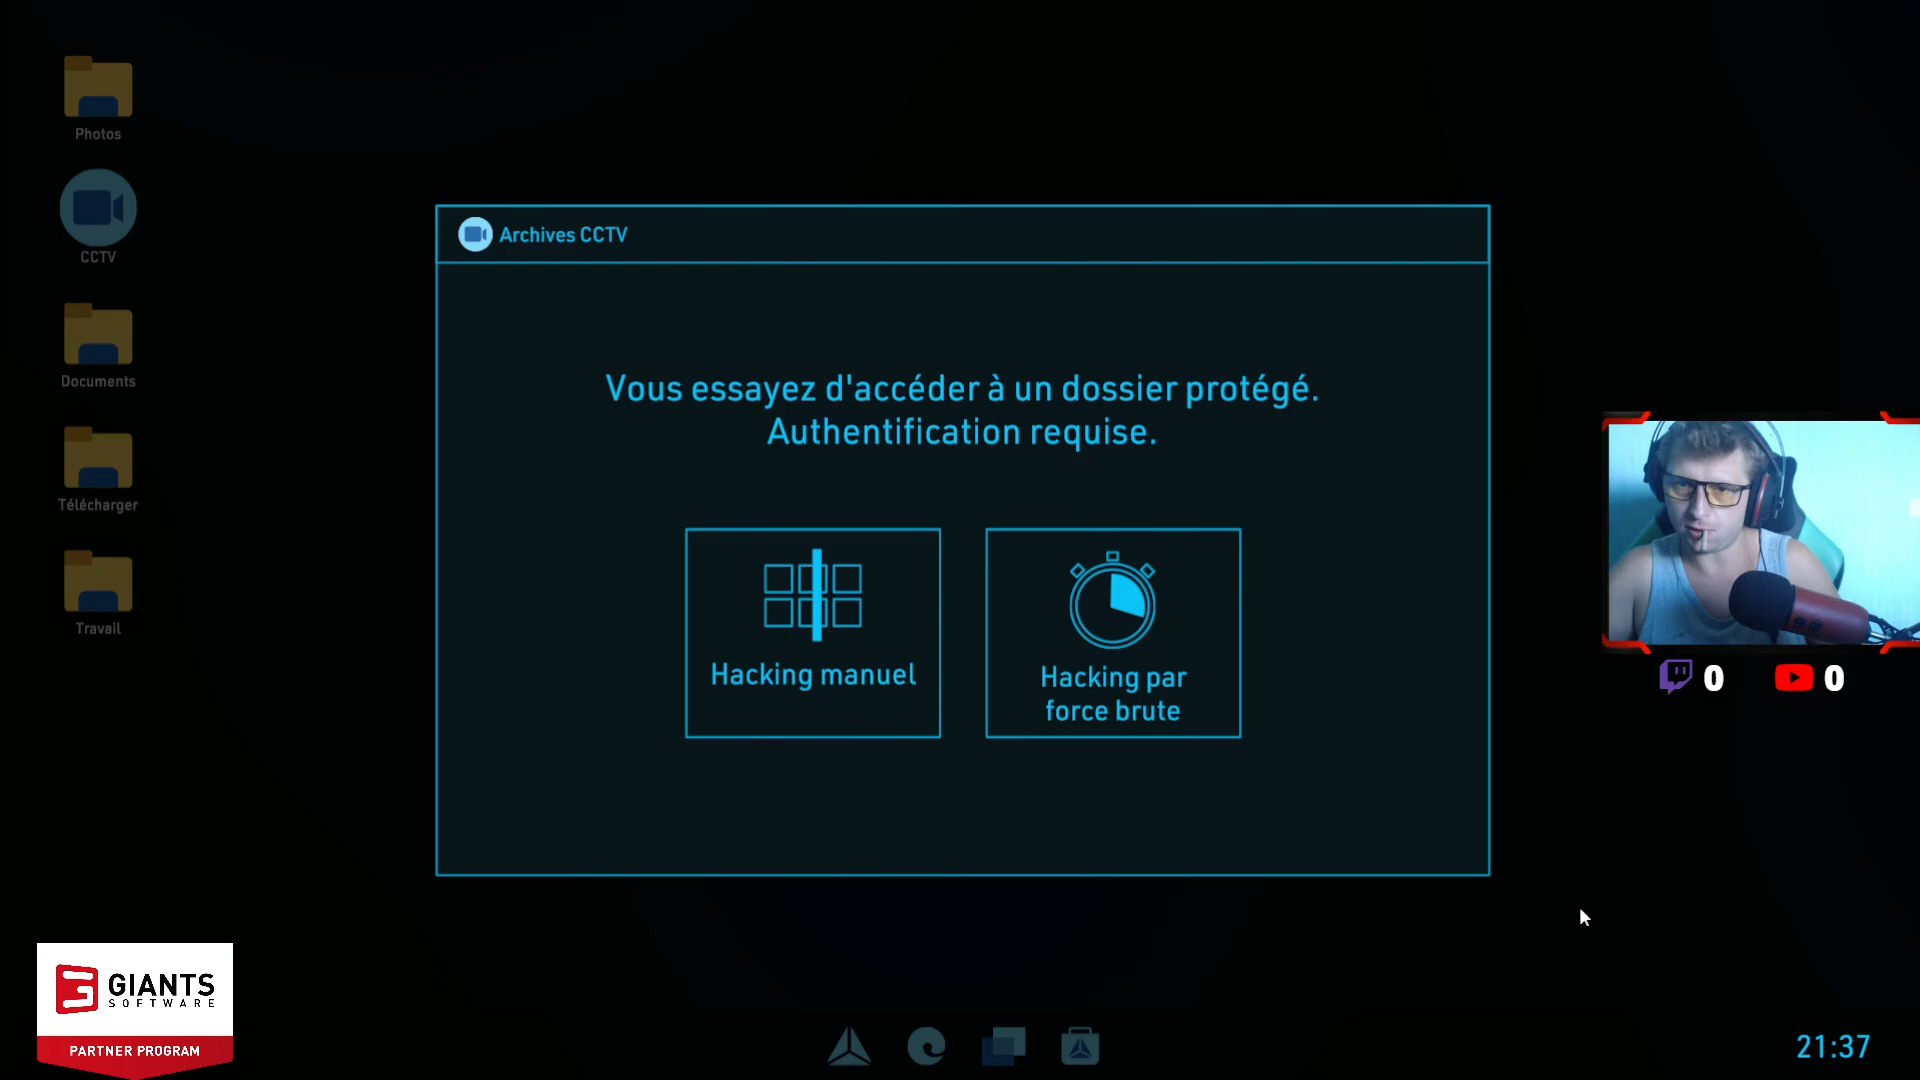 Photos
CCTV
Documents
Télécharger
Travail
Archives CCTV
Vous essayez d'accéder à un dossier protégé.
Authentification requise.
Hacking manuel
Hacking par
force brute
0
0
GIANTS
SOFTWARE
PARTNER PROGRAM
21:37